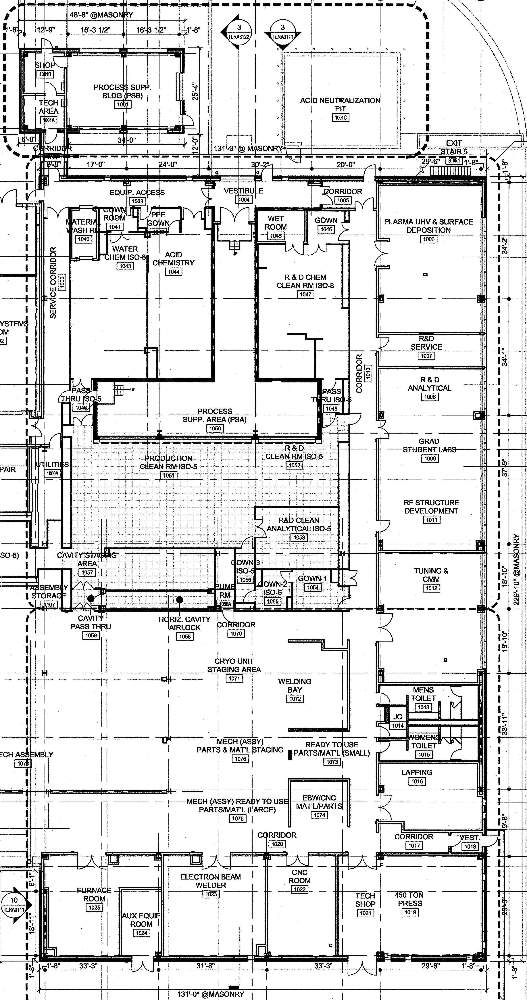 48'-8" @MASONRY
1'-8"
12'-9"
16'-3 1/2"
16'-3 1/2"
1'-8"
3
TLRA3122
3
TLRA3111
SHOP
1001B
PROCESS SUPP.
BLDG (PSB)
1001
25'-4"
TECH
AREA
1001A
ACID NEUTRALIZATION
PIT
1001C
6'-0"
34'-0"
12'-0"
CORRIDOR
1002
131'-0" @ MASONRY
EXIT
STAIR 5
ST05.1
8'-8"
17'-0"
24'-0"
30'-2"
20'-0"
29'-6"
1'-8"
1'-8"
EQUIP. ACCESS
1003
VESTIBULE
1004
CORRIDOR
1005
GOWN
ROOM
1041
PPE
GOWN
1042
MATERIA
WASH RM
1040
WET
ROOM
1045
GOWN
1046
PLASMA UHV & SURFACE
DEPOSITION
1006
34'-2"
UP
WATER
CHEM ISO-8
1043
ACID
CHEMISTRY
1044
SERVICE CORRIDOR
1000
R & D CHEM
CLEAN RM ISO-8
1047
YSTEMS
OM
02
R&D
SERVICE
1007
34'-1"
CORRIDOR
1010
R & D
ANALYTICAL
1008
PASS
THRU ISO-5
1048
UP
PASS
THRU ISO-5
1049
PROCESS
SUPP. AREA (PSA)
1050
GRAD
STUDENT LABS
1009
PRODUCTION
CLEAN RM ISO-5
1051
R & D
CLEAN RM ISO-5
1052
37'-9"
PAIR
UTILITIES
1000A
RF STRUCTURE
DEVELOPMENT
1011
R&D CLEAN
ANALYTICAL ISO-5
1053
229'-10" @MASONRY
SO-5)
CAVITY STAGING
AREA
1057
GOWN-3
ISO-5
1056
GOWN-2
ISO-6
1055
GOWN-1
1054
TUNING &
CMM
1012
18'-10"
ASSEMBLY
STORAGE
1107
PUMP
RM
1056A
CAVITY
PASS THRU
1059
HORIZ. CAVITY
AIRLOCK
1058
CORRIDOR
1070
18'-10"
CRYO UNIT
STAGING AREA
1071
WELDING
BAY
1072
MENS
TOILET
1013
JC
1014
33'-11"
WOMENS
TOILET
1015
MECH (ASSY)
PARTS & MAT'L STAGING
1076
READY TO USE
PARTS/MAT'L (SMALL)
1073
ECH ASSEMBLY
1078
LAPPING
1016
MECH (ASSY) READY TO USE
PARTS/MAT'L (LARGE)
1075
EBW/CNC
MAT'L/PARTS
1074
9'-8"
CORRIDOR
1020
CORRIDOR
1017
VEST.
1018
6'-1"
ELECTRON BEAM
WELDER
1023
CNC
ROOM
1022
FURNACE
ROOM
1025
10
TLRA3111
TECH
SHOP
1021
450 TON
PRESS
1019
29'-3"
AUX EQUIP
ROOM
1024
18'-11"
1'-8"
1'-8"
33'-3"
31'-8"
33'-3"
29'-6"
1'-8"
1'-8"
131'-0" @MASONRY